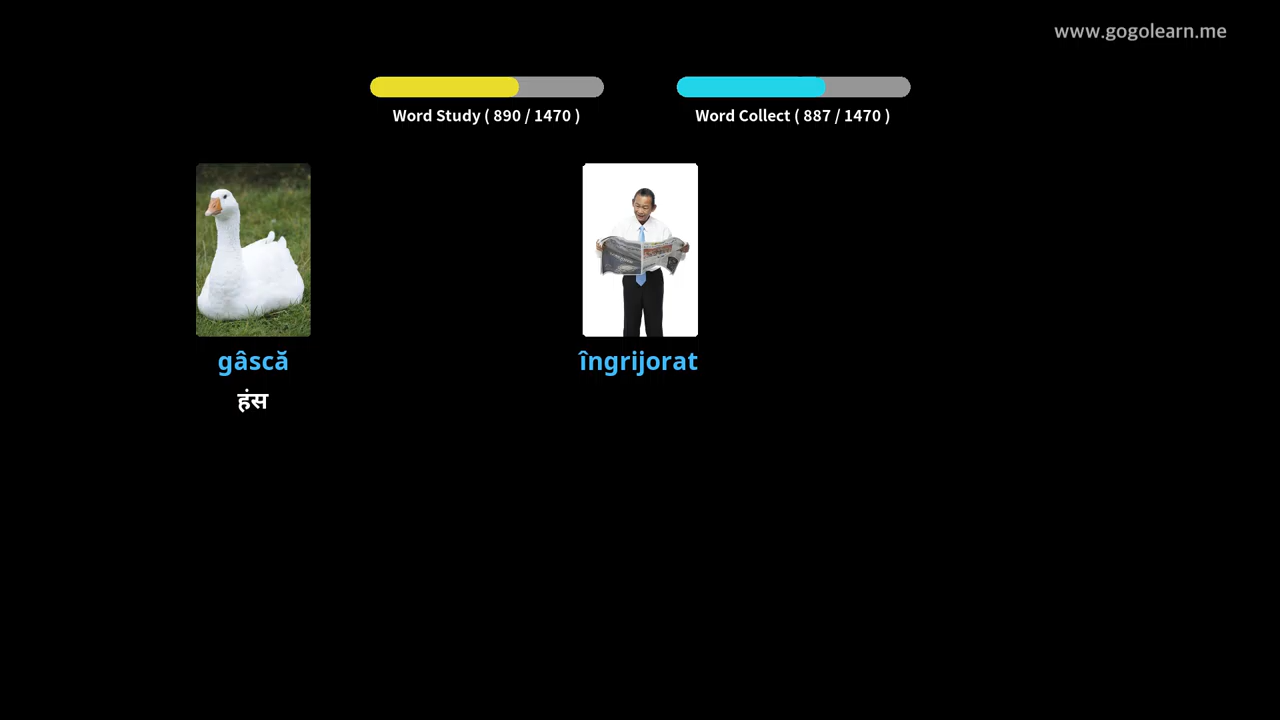 www.gogolearn.me
Word Study ( 890 / 1470 )
Word Collect ( 887 / 1470 )
gâscă
हंस
îngrijorat